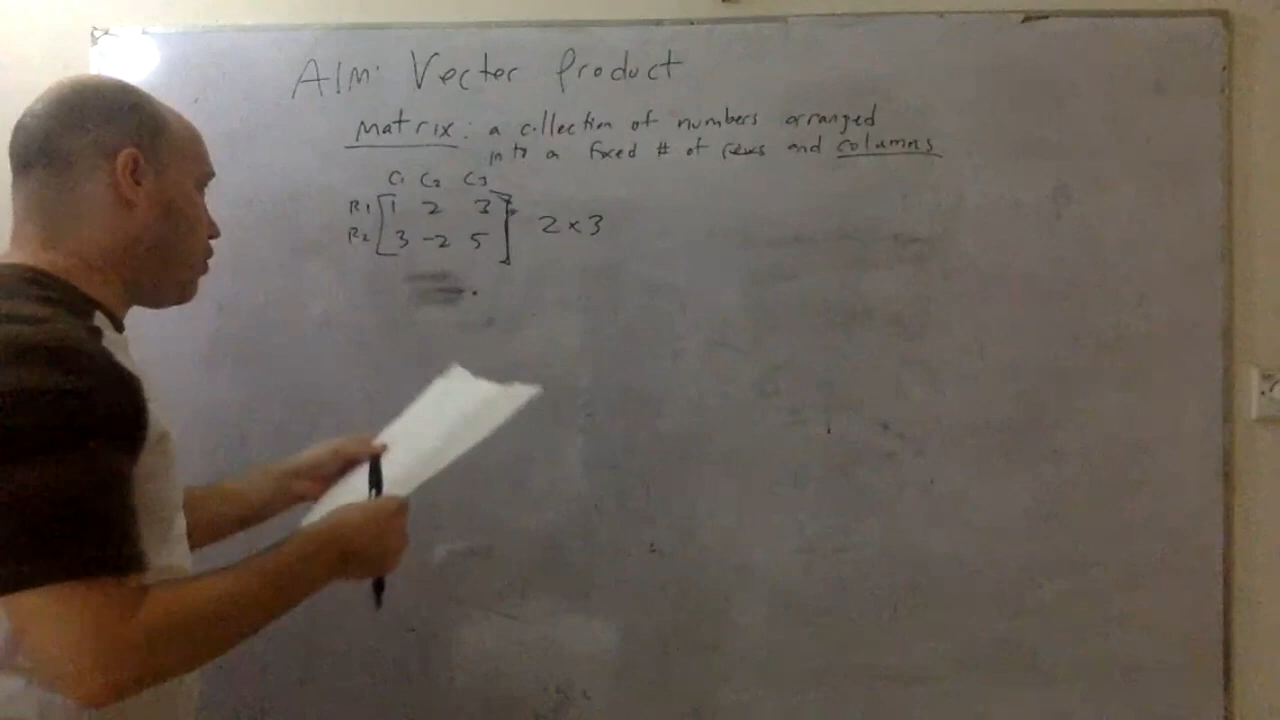 AIM: Vector Product
Matrix: a collection of numbers arranged
into a fixed # of rows and columns
C1 C2 C3
R1 [1 2 3]
R2 [3 -2 5] 2 x 3